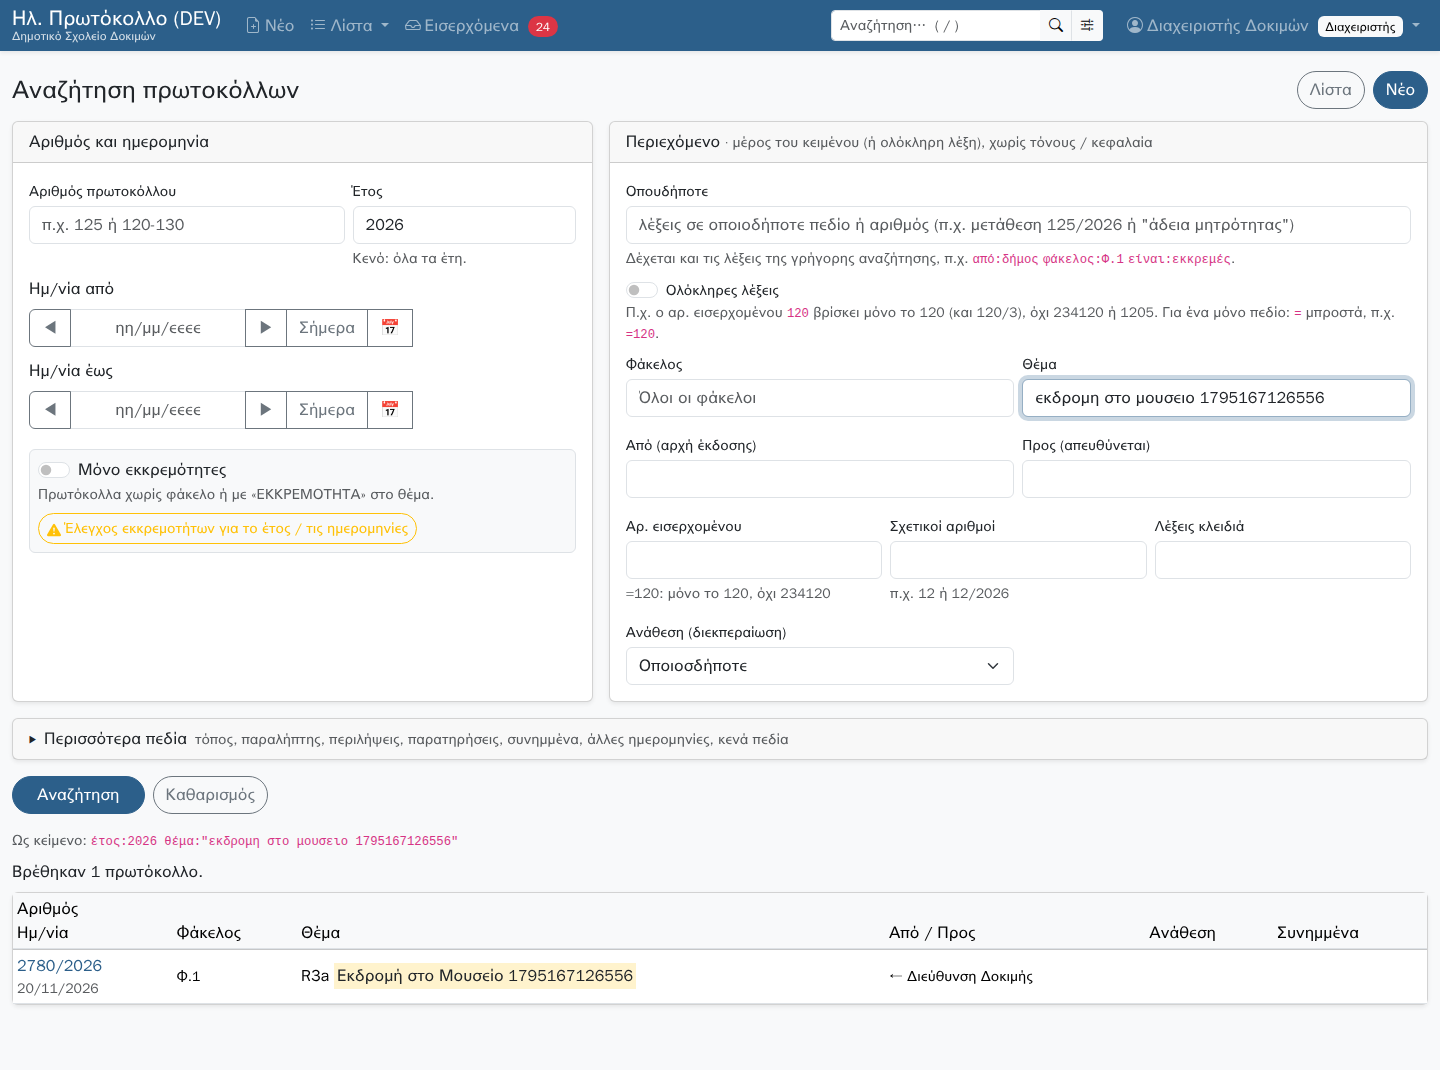 Ηλ. Πρωτόκολλο (DEV)
Δημοτικό Σχολείο Δοκιμών
Νέο
Λίστα
Εισερχόμενα 24
Αναζήτηση… ( / )
Διαχειριστής Δοκιμών Διαχειριστής
Αναζήτηση πρωτοκόλλων
Λίστα
Νέο
Αριθμός και ημερομηνία
Αριθμός πρωτοκόλλου
Έτος
π.χ. 125 ή 120-130
2026
Κενό: όλα τα έτη.
Ημ/νία από
◀ ηη/μμ/εεεε ▶ Σήμερα
Ημ/νία έως
◀ ηη/μμ/εεεε ▶ Σήμερα
Μόνο εκκρεμότητες
Πρωτόκολλα χωρίς φάκελο ή με «ΕΚΚΡΕΜΟΤΗΤΑ» στο θέμα.
Έλεγχος εκκρεμοτήτων για το έτος / τις ημερομηνίες
Περιεχόμενο · μέρος του κειμένου (ή ολόκληρη λέξη), χωρίς τόνους / κεφαλαία
Οπουδήποτε
λέξεις σε οποιοδήποτε πεδίο ή αριθμός (π.χ. μετάθεση 125/2026 ή "άδεια μητρότητας")
Δέχεται και τις λέξεις της γρήγορης αναζήτησης, π.χ. από:δήμος φάκελος:Φ.1 είναι:εκκρεμές.
Ολόκληρες λέξεις
Π.χ. ο αρ. εισερχομένου 120 βρίσκει μόνο το 120 (και 120/3), όχι 234120 ή 1205. Για ένα μόνο πεδίο: = μπροστά, π.χ.
=120.
Φάκελος
Θέμα
Όλοι οι φάκελοι
εκδρομη στο μουσειο 1795167126556
Από (αρχή έκδοσης)
Προς (απευθύνεται)
Αρ. εισερχομένου
Σχετικοί αριθμοί
Λέξεις κλειδιά
=120: μόνο το 120, όχι 234120
π.χ. 12 ή 12/2026
Ανάθεση (διεκπεραίωση)
Οποιοσδήποτε
▸ Περισσότερα πεδία τόπος, παραλήπτης, περιλήψεις, παρατηρήσεις, συνημμένα, άλλες ημερομηνίες, κενά πεδία
Αναζήτηση
Καθαρισμός
Ως κείμενο: έτος:2026 θέμα:"εκδρομη στο μουσειο 1795167126556"
Βρέθηκαν 1 πρωτόκολλο.
Αριθμός
Ημ/νία
Φάκελος
Θέμα
Από / Προς
Ανάθεση
Συνημμένα
2780/2026
20/11/2026
Φ.1
R3a Εκδρομή στο Μουσείο 1795167126556
← Διεύθυνση Δοκιμής